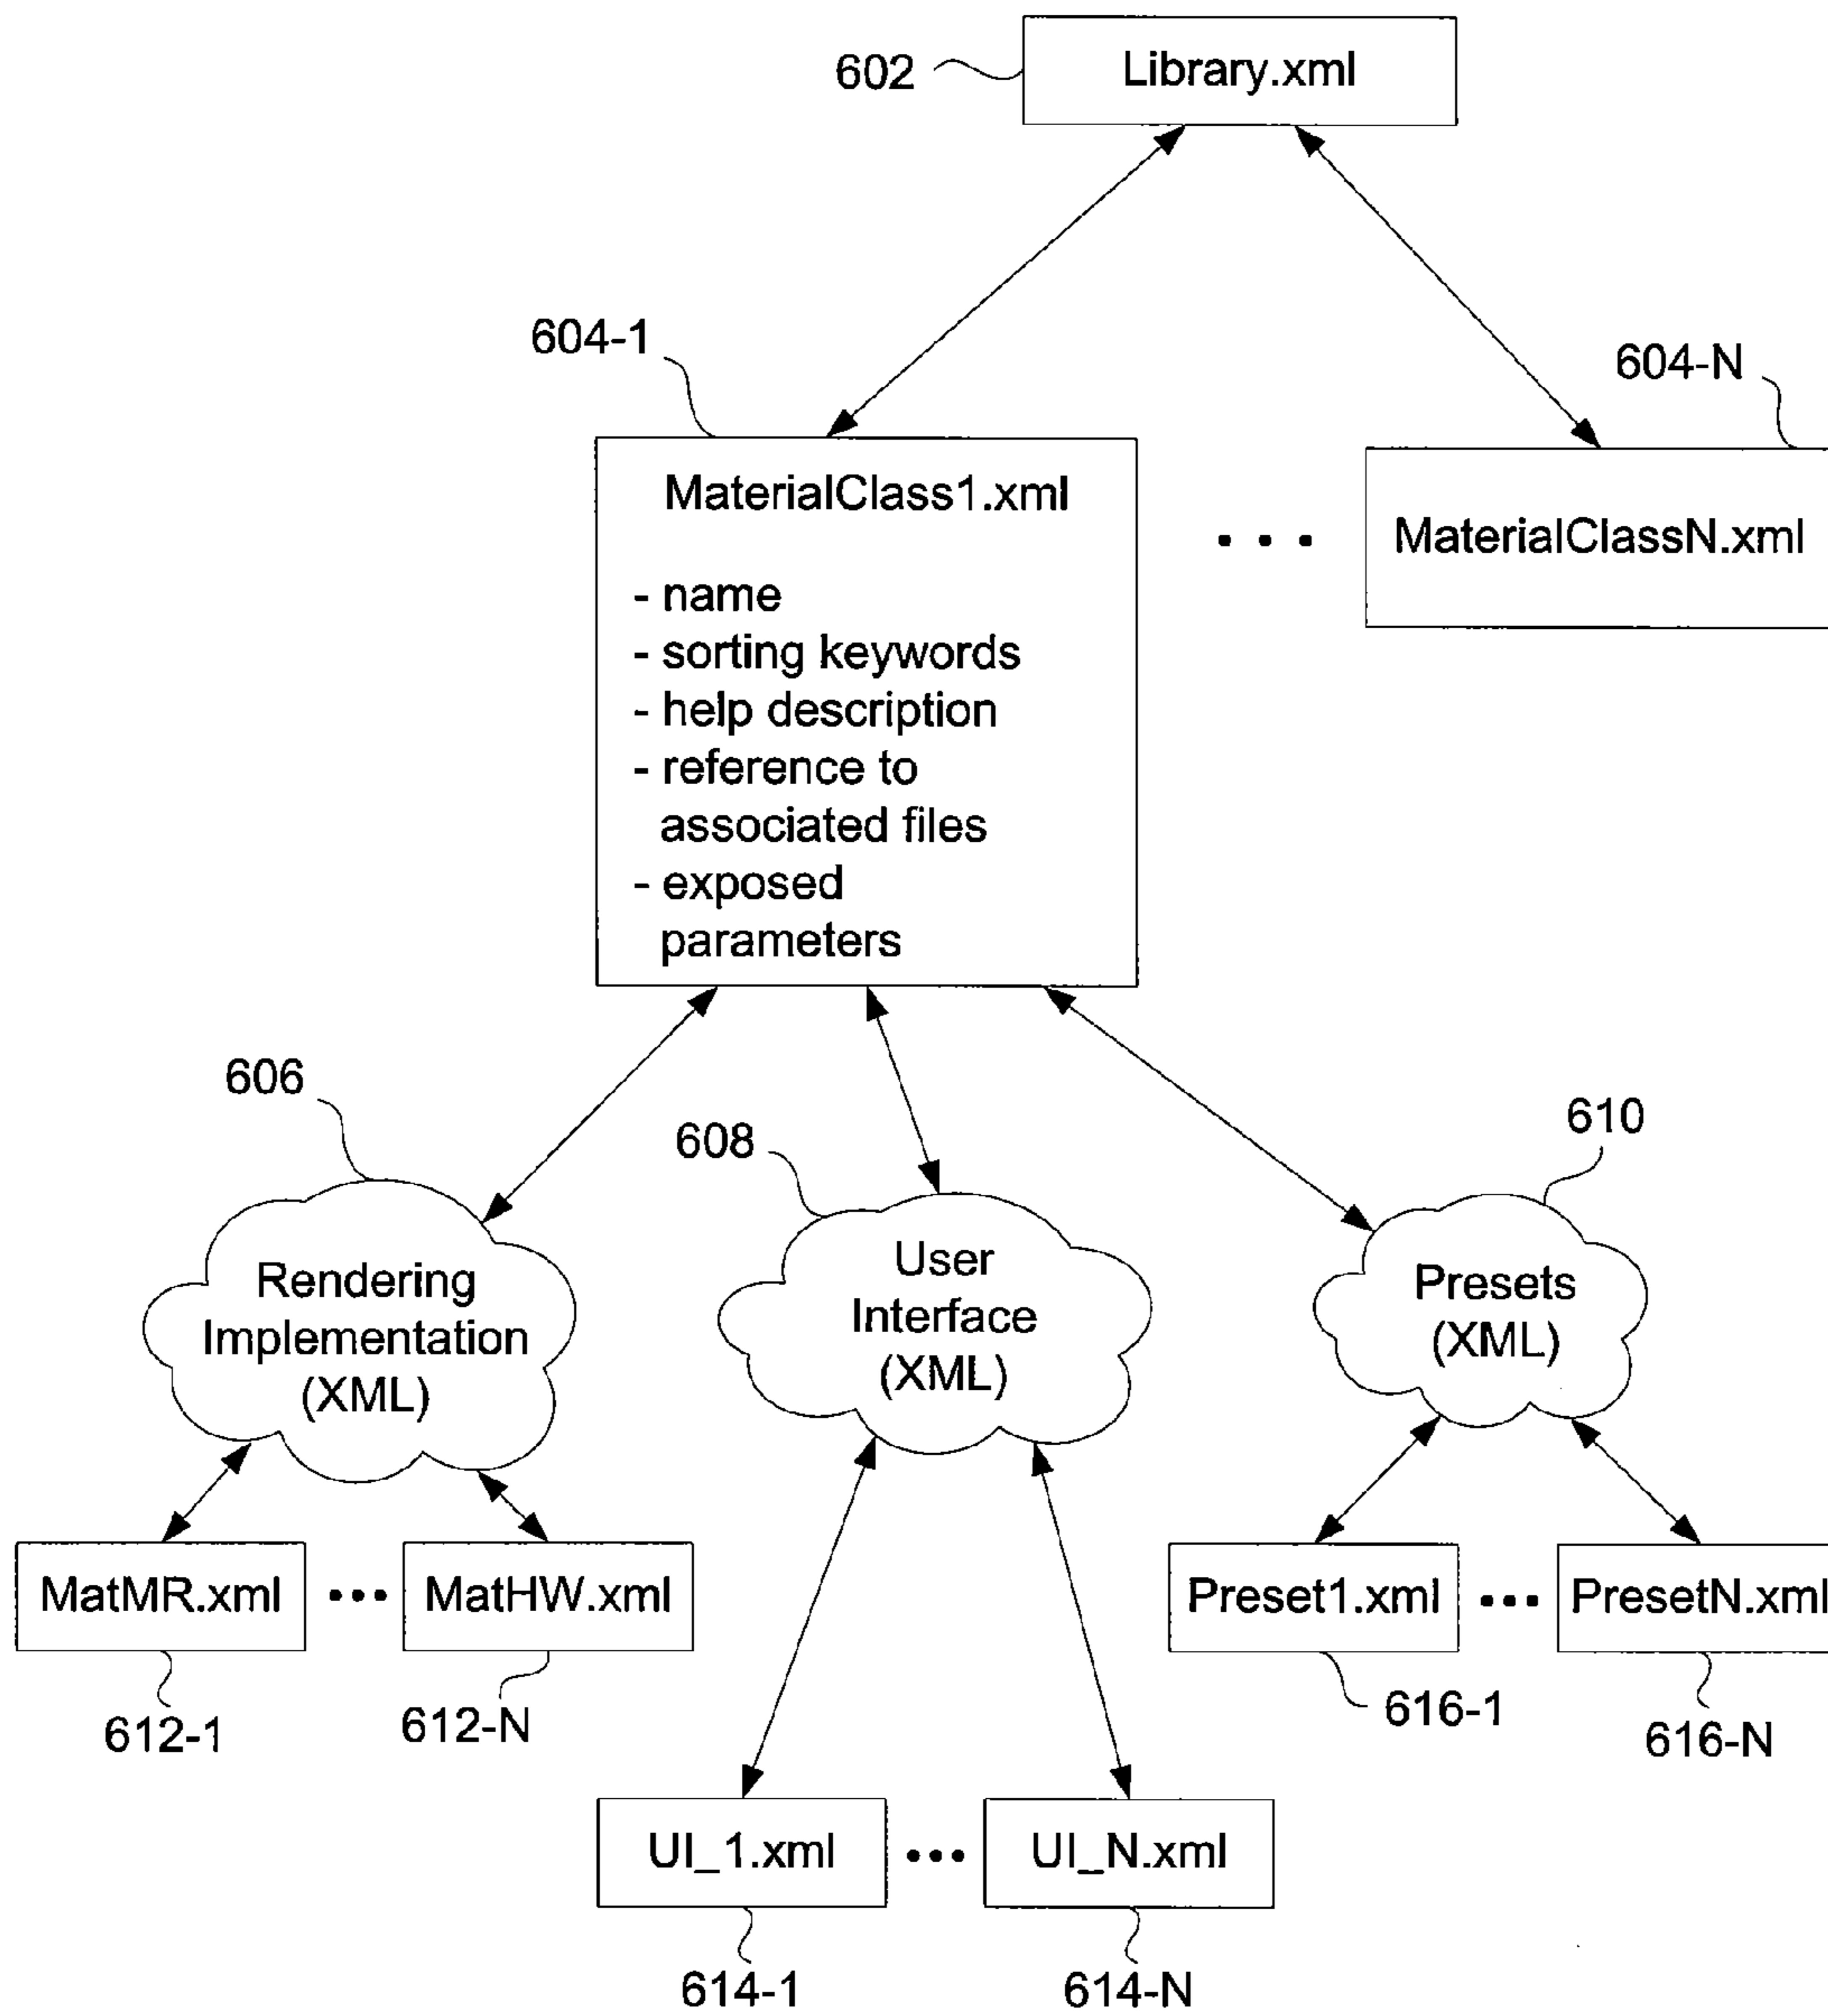 602
Library.xml
604-1
604-N
MaterialClass1.xml
- name
- sorting keywords
- help description
- reference to
associated files
- exposed
parameters
• • •
MaterialClassN.xml
606
608
610
Rendering
Implementation
(XML)
User
Interface
(XML)
Presets
(XML)
MatMR.xml
•••
MatHW.xml
Preset1.xml
•••
PresetN.xml
612-1
612-N
616-1
616-N
UI_1.xml
•••
UI_N.xml
614-1
614-N